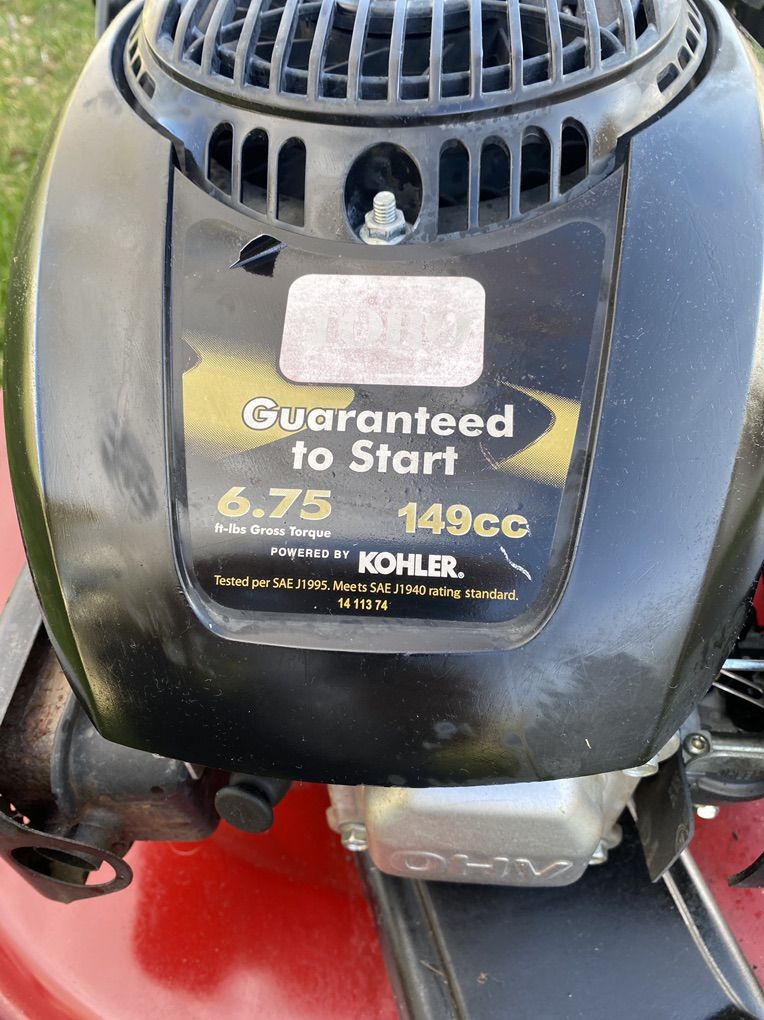 TORO
Guaranteed
to Start
6.75 149cc
ft-lbs Gross Torque
POWERED BY KOHLER®
Tested per SAE J1995. Meets SAE J1940 rating standard.
14 113 74
OHV